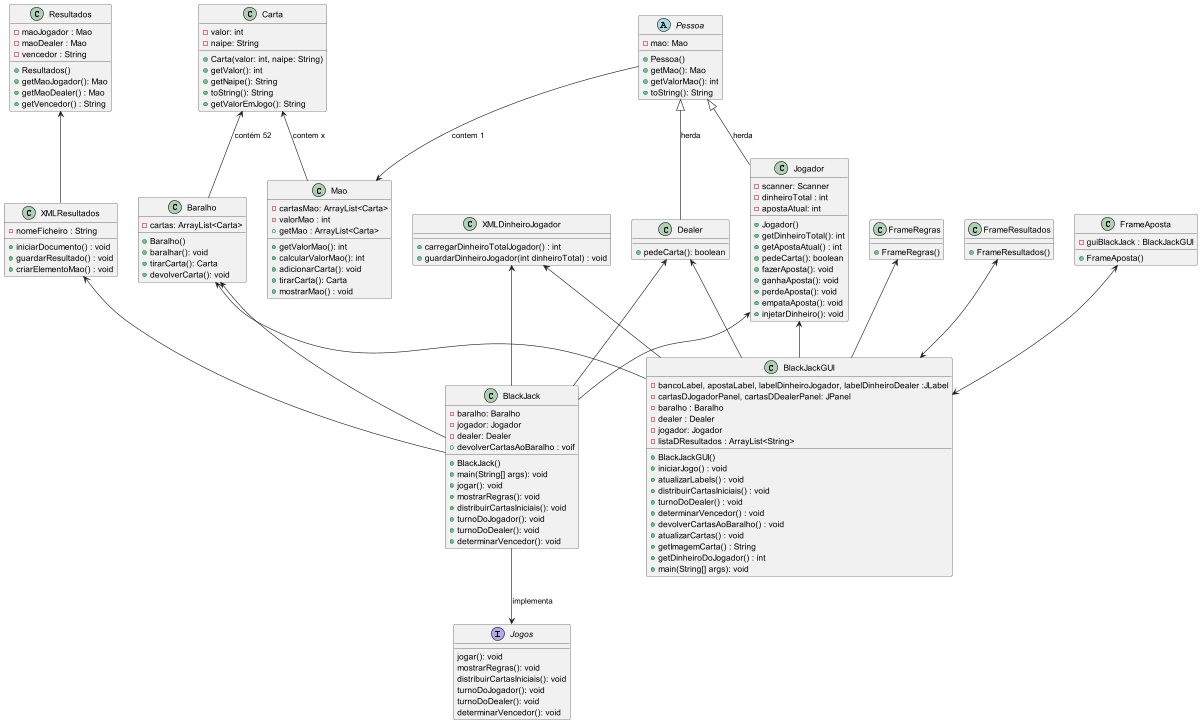 C Resultados
maoJogador : Mao
maoDealer : Mao
vencedor : String
Resultados()
getMaoJogador(): Mao
getMaoDealer() : Mao
getVencedor() : String
C Carta
valor: int
naipe: String
Carta(valor: int, naipe: String)
getValor(): int
getNaipe(): String
toString(): String
getValorEmJogo(): String
A Pessoa
mao: Mao
Pessoa()
getMao(): Mao
getValorMao(): int
toString(): String
contém 52
contem x
contem 1
herda
herda
C XMLResultados
nomeFicheiro : String
iniciarDocumento() : void
guardarResultado() : void
criarElementoMao() : void
C Baralho
cartas: ArrayList<Carta>
Baralho()
baralhar(): void
tirarCarta(): Carta
devolverCarta(): void
C Mao
cartasMao: ArrayList<Carta>
valorMao : int
getMao : ArrayList<Carta>
getValorMao(): int
calcularValorMao(): int
adicionarCarta(): void
tirarCarta(): Carta
mostrarMao() : void
C XMLDinheiroJogador
carregarDinheiroTotalJogador() : int
guardarDinheiroJogador(int dinheiroTotal) : void
C Dealer
pedeCarta(): boolean
C Jogador
scanner: Scanner
dinheiroTotal : int
apostaAtual: int
Jogador()
getDinheiroTotal(): int
getApostaAtual() : int
pedeCarta(): boolean
fazerAposta(): void
ganhaAposta(): void
perdeAposta(): void
empataAposta(): void
injetarDinheiro(): void
C FrameRegras
FrameRegras()
C FrameResultados
FrameResultados()
C FrameAposta
guiBlackJack : BlackJackGUI
FrameAposta()
C BlackJack
baralho: Baralho
jogador: Jogador
dealer: Dealer
devolverCartasAoBaralho : voif
BlackJack()
main(String[] args): void
jogar(): void
mostrarRegras(): void
distribuirCartasIniciais(): void
turnoDoJogador(): void
turnoDoDealer(): void
determinarVencedor(): void
C BlackJackGUI
bancoLabel, apostaLabel, labelDinheiroJogador, labelDinheiroDealer :JLabel
cartasDJogadorPanel, cartasDDealerPanel: JPanel
baralho : Baralho
dealer : Dealer
jogador: Jogador
listaDResultados : ArrayList<String>
BlackJackGUI()
iniciarJogo() : void
atualizarLabels() : void
distribuirCartasIniciais() : void
turnoDoDealer() : void
determinarVencedor() : void
devolverCartasAoBaralho() : void
atualizarCartas() : void
getImagemCarta() : String
getDinheiroDoJogador() : int
main(String[] args): void
implementa
I Jogos
jogar(): void
mostrarRegras(): void
distribuirCartasIniciais(): void
turnoDoJogador(): void
turnoDoDealer(): void
determinarVencedor(): void